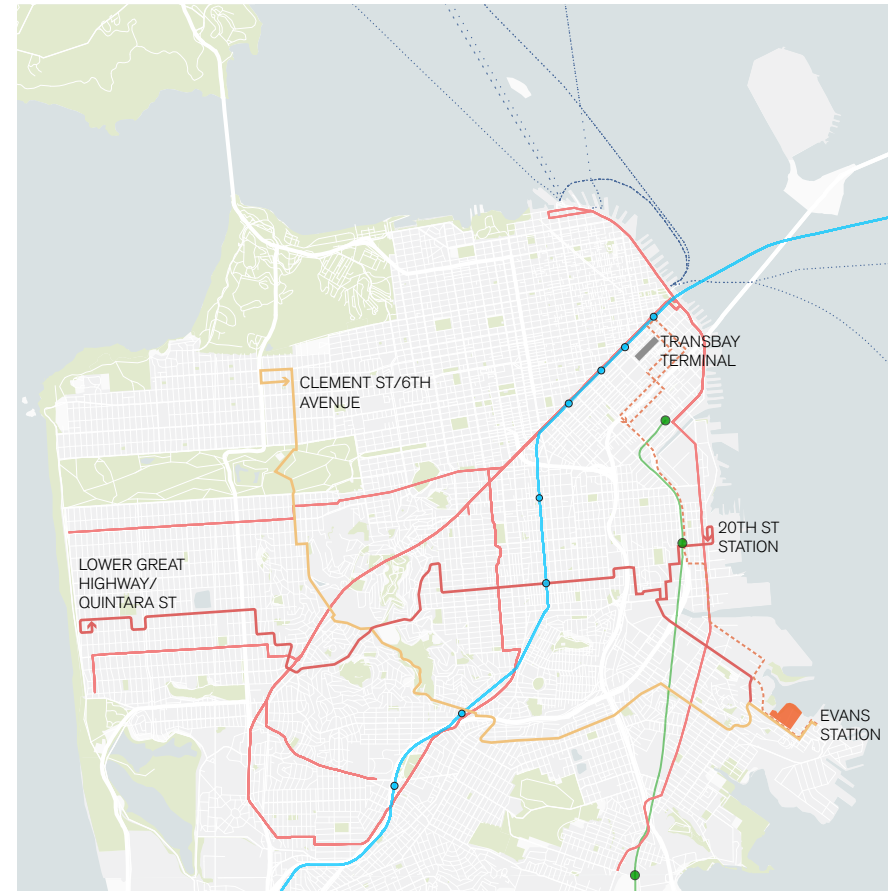 TRANSBAY
TERMINAL
CLEMENT ST/6TH
AVENUE
20TH ST
STATION
LOWER GREAT
HIGHWAY/
QUINTARA ST
EVANS
STATION